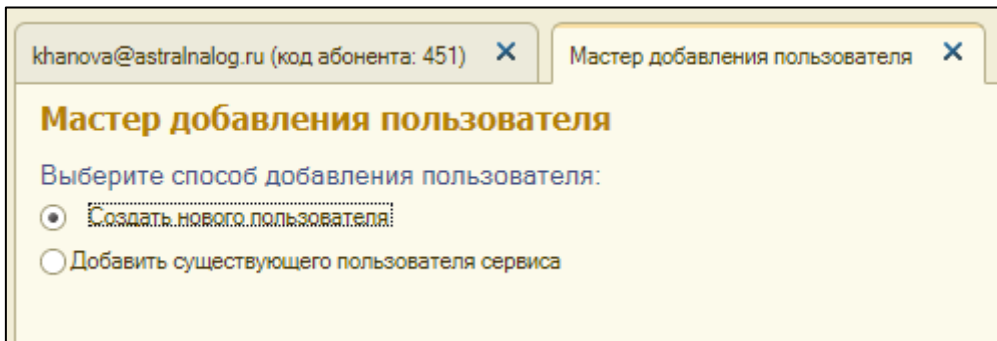 khanova@astralnalog.ru (код абонента: 451)
Мастер добавления пользователя
Мастер добавления пользователя
Выберите способ добавления пользователя:
Создать нового пользователя
Добавить существующего пользователя сервиса